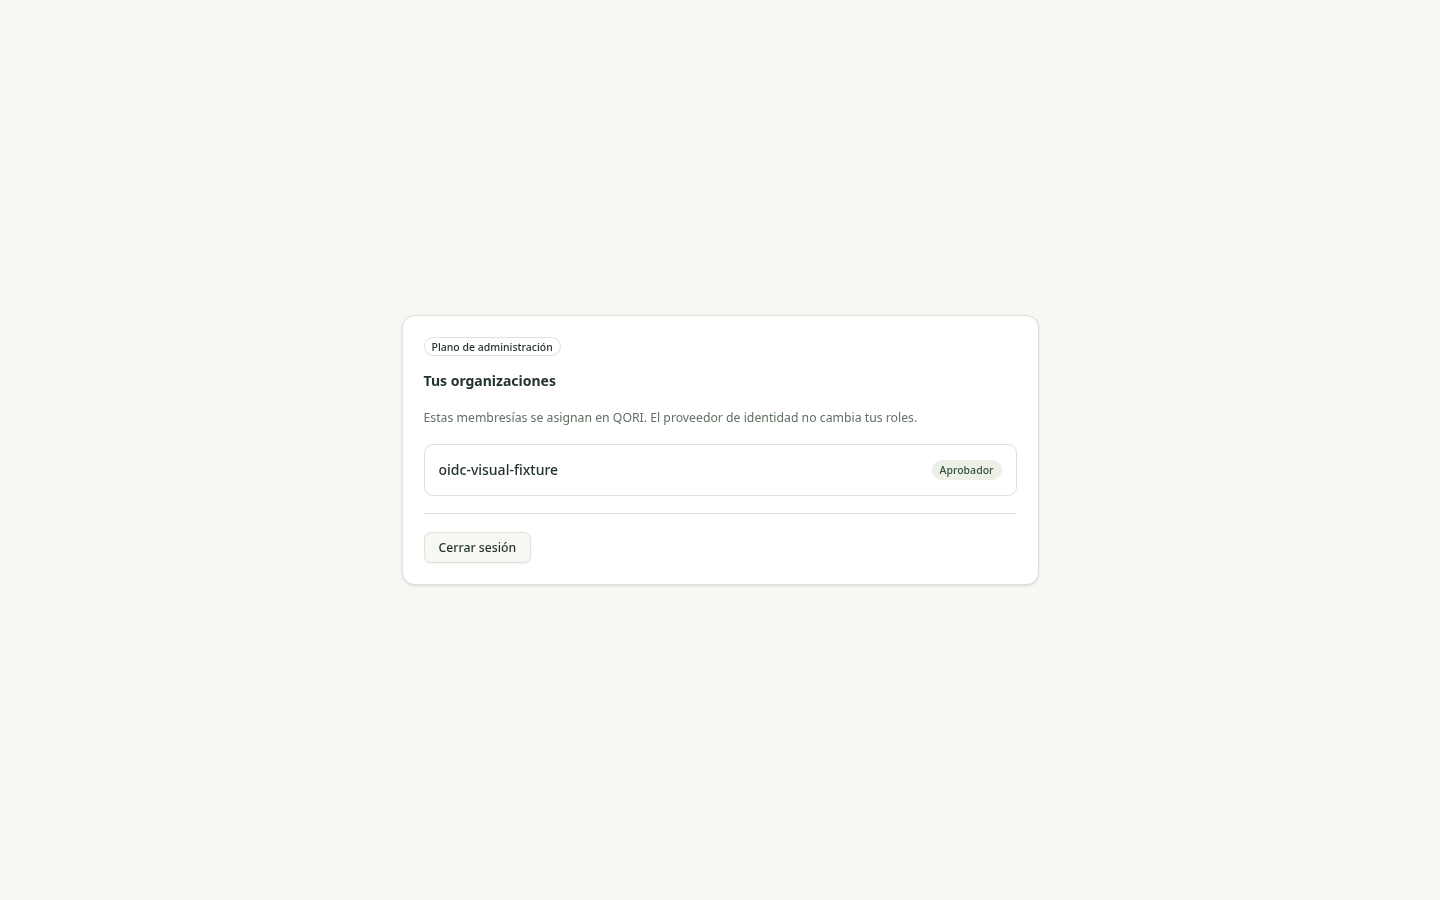 Plano de administración
Tus organizaciones
Estas membresías se asignan en QORI. El proveedor de identidad no cambia tus roles.
oidc-visual-fixture
Aprobador
Cerrar sesión